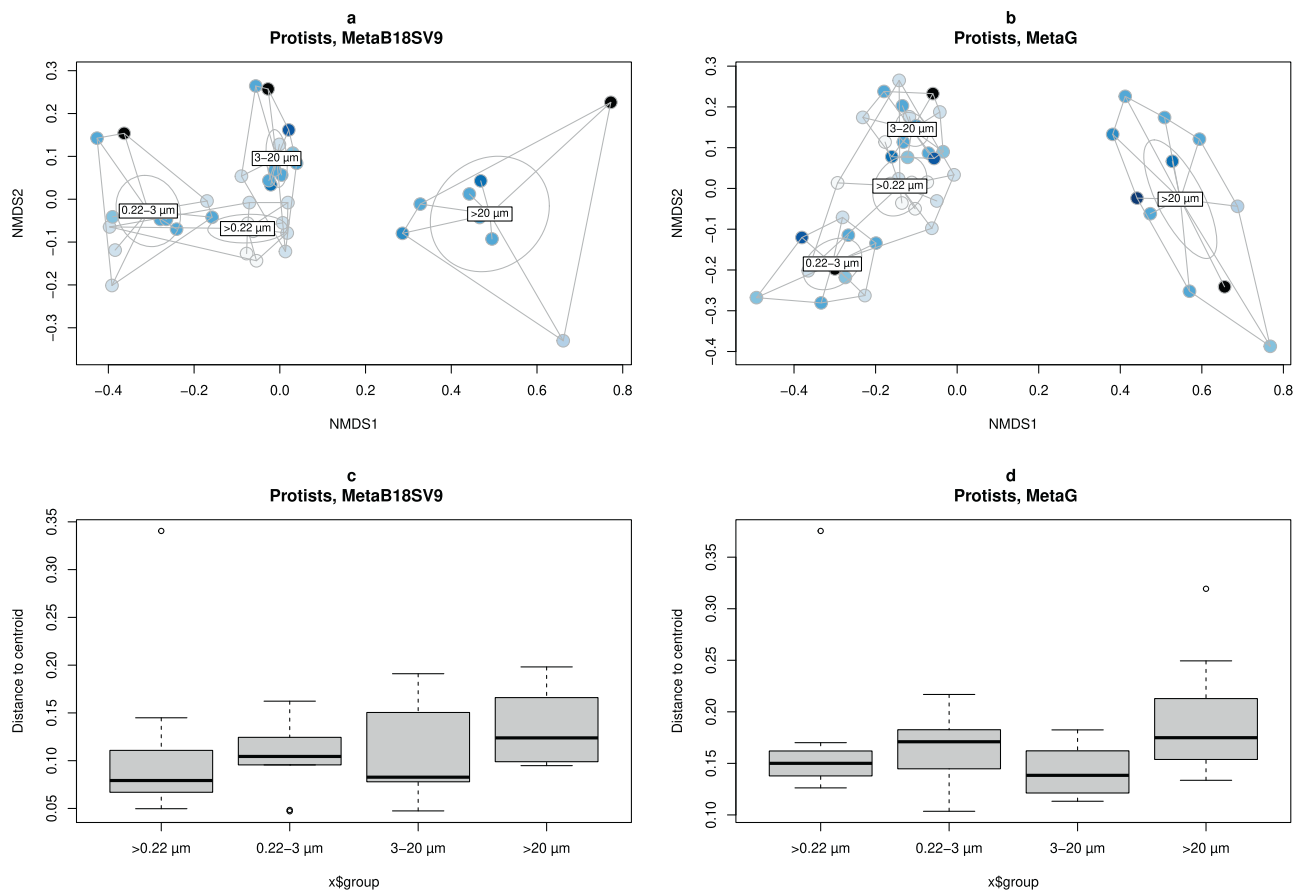 a
Protists, MetaB18SV9
NMDS2
0.3
0.2
0.1
0.0
−0.1
−0.2
−0.3
3−20 µm
0.22−3 µm
>0.22 µm
>20 µm
−0.4
−0.2
0.0
0.2
0.4
0.6
0.8
NMDS1
b
Protists, MetaG
NMDS2
0.3
0.2
0.1
0.0
−0.1
−0.2
−0.3
−0.4
3−20 µm
>0.22 µm
>20 µm
0.22−3 µm
−0.4
−0.2
0.0
0.2
0.4
0.6
0.8
NMDS1
c
Protists, MetaB18SV9
Distance to centroid
0.35
0.30
0.25
0.20
0.15
0.10
0.05
>0.22 µm
0.22−3 µm
3−20 µm
>20 µm
x$group
d
Protists, MetaG
Distance to centroid
0.35
0.30
0.25
0.20
0.15
0.10
>0.22 µm
0.22−3 µm
3−20 µm
>20 µm
x$group